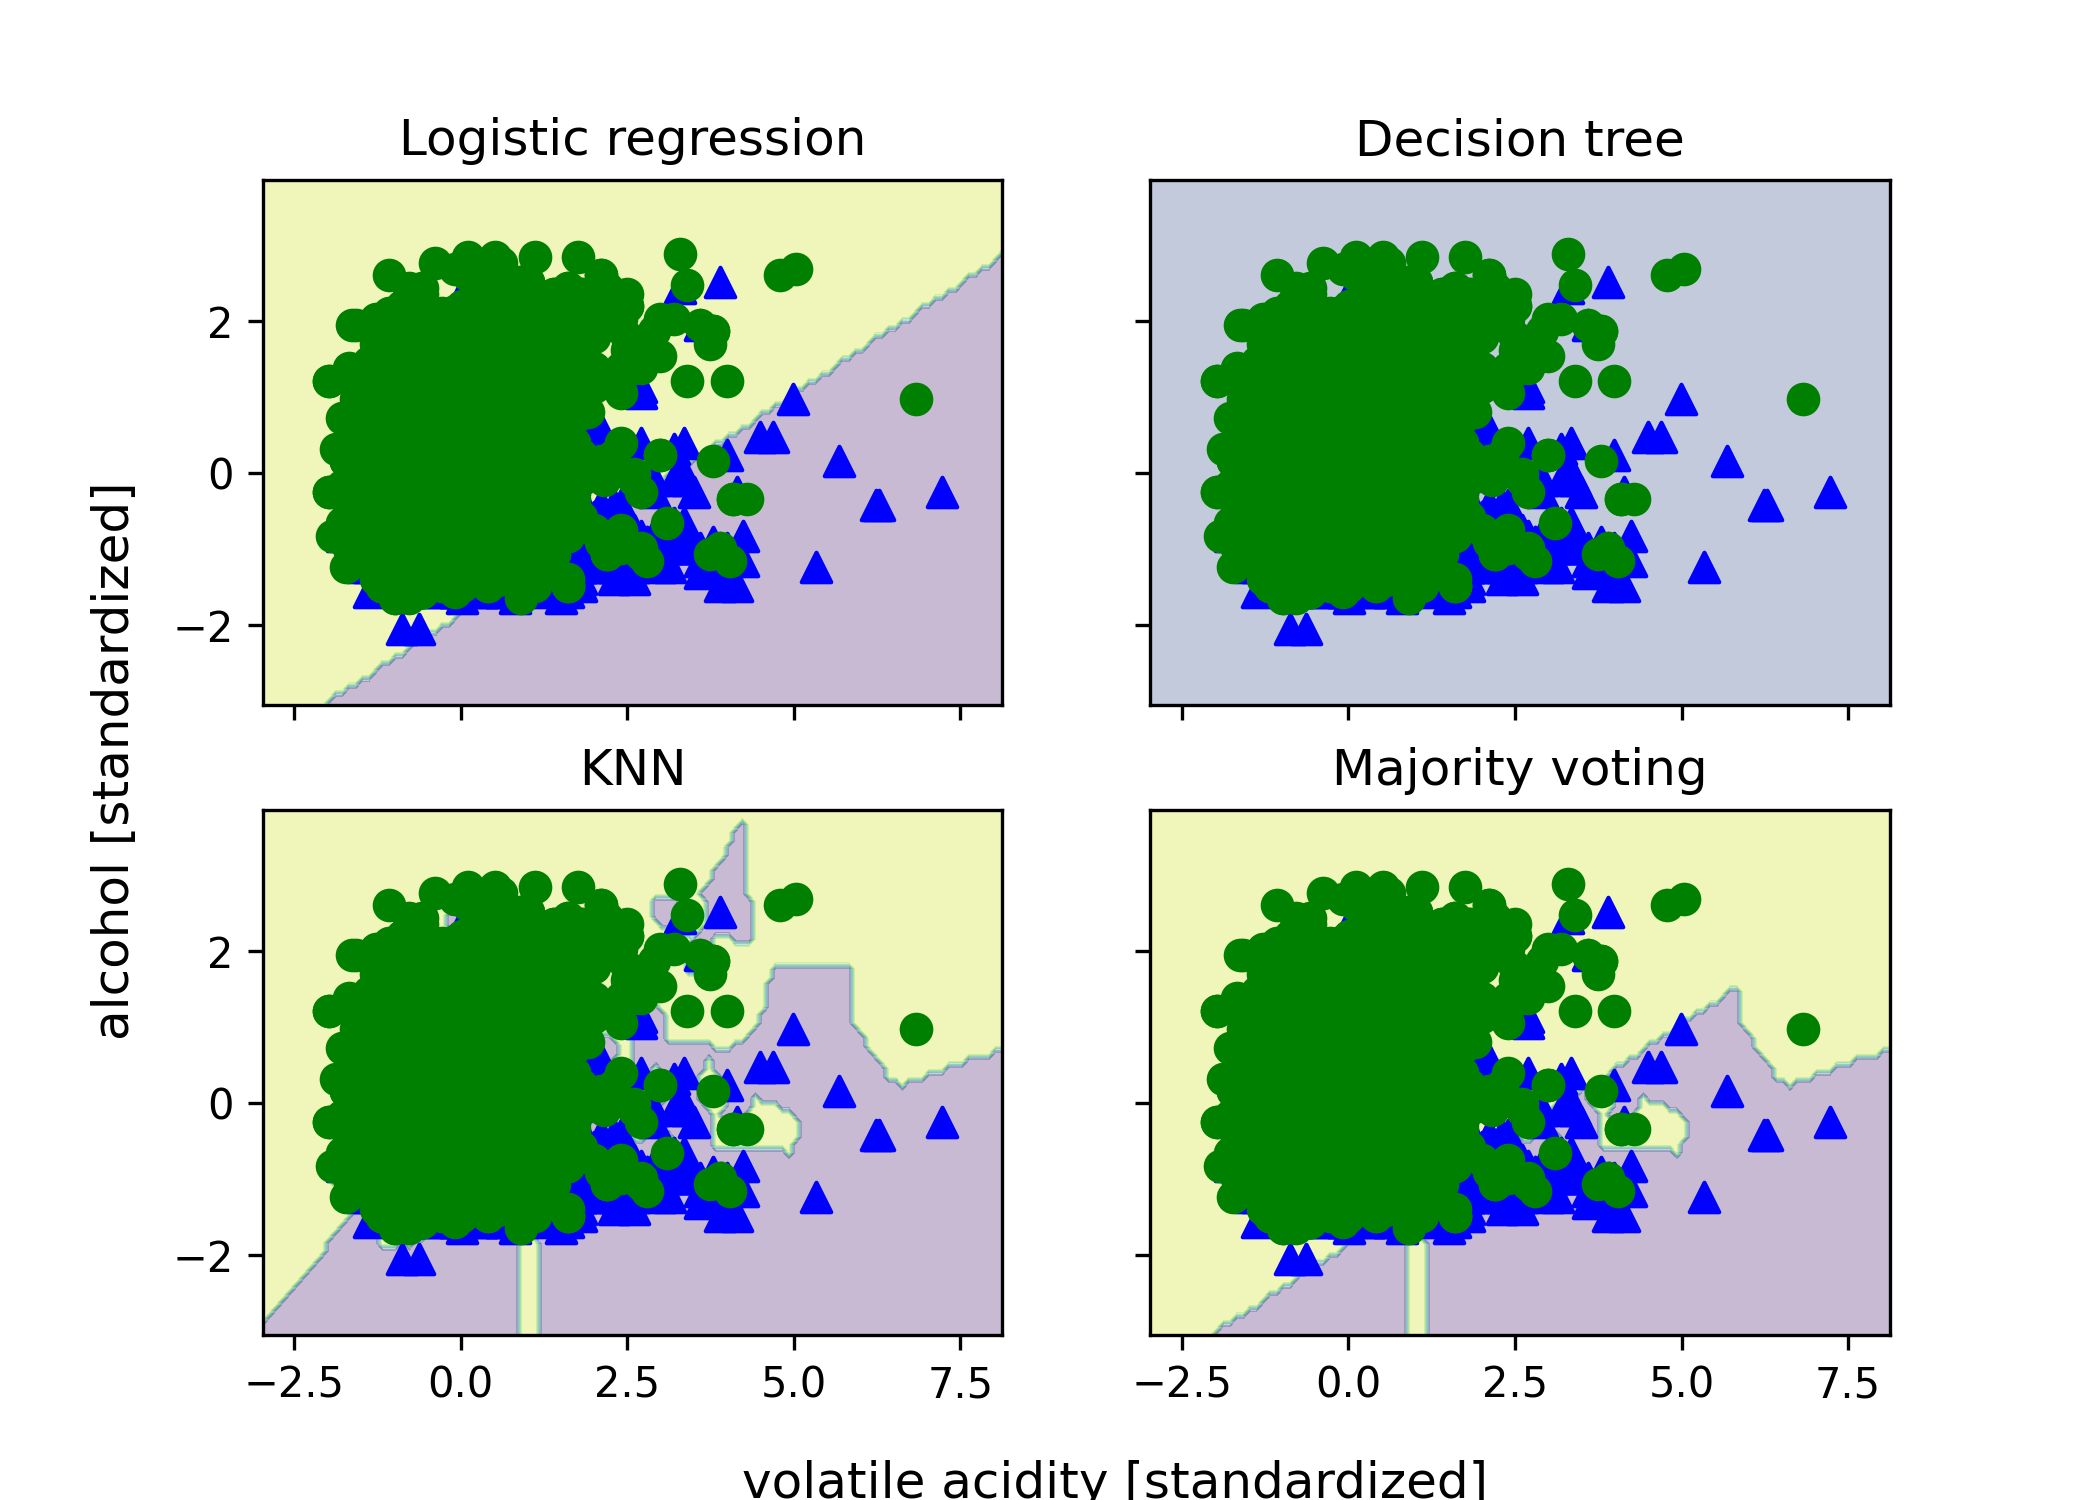 Logistic regression
Decision tree
2
0
−2
alcohol [standardized]
KNN
Majority voting
2
0
−2
−2.5 0.0 2.5 5.0 7.5
−2.5 0.0 2.5 5.0 7.5
volatile acidity [standardized]